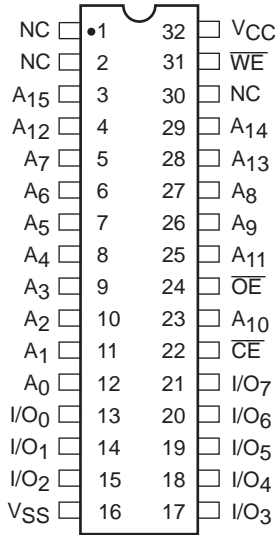 NC •1 32 VCC
NC 2 31 WE
A15 3 30 NC
A12 4 29 A14
A7 5 28 A13
A6 6 27 A8
A5 7 26 A9
A4 8 25 A11
A3 9 24 OE
A2 10 23 A10
A1 11 22 CE
A0 12 21 I/O7
I/O0 13 20 I/O6
I/O1 14 19 I/O5
I/O2 15 18 I/O4
VSS 16 17 I/O3